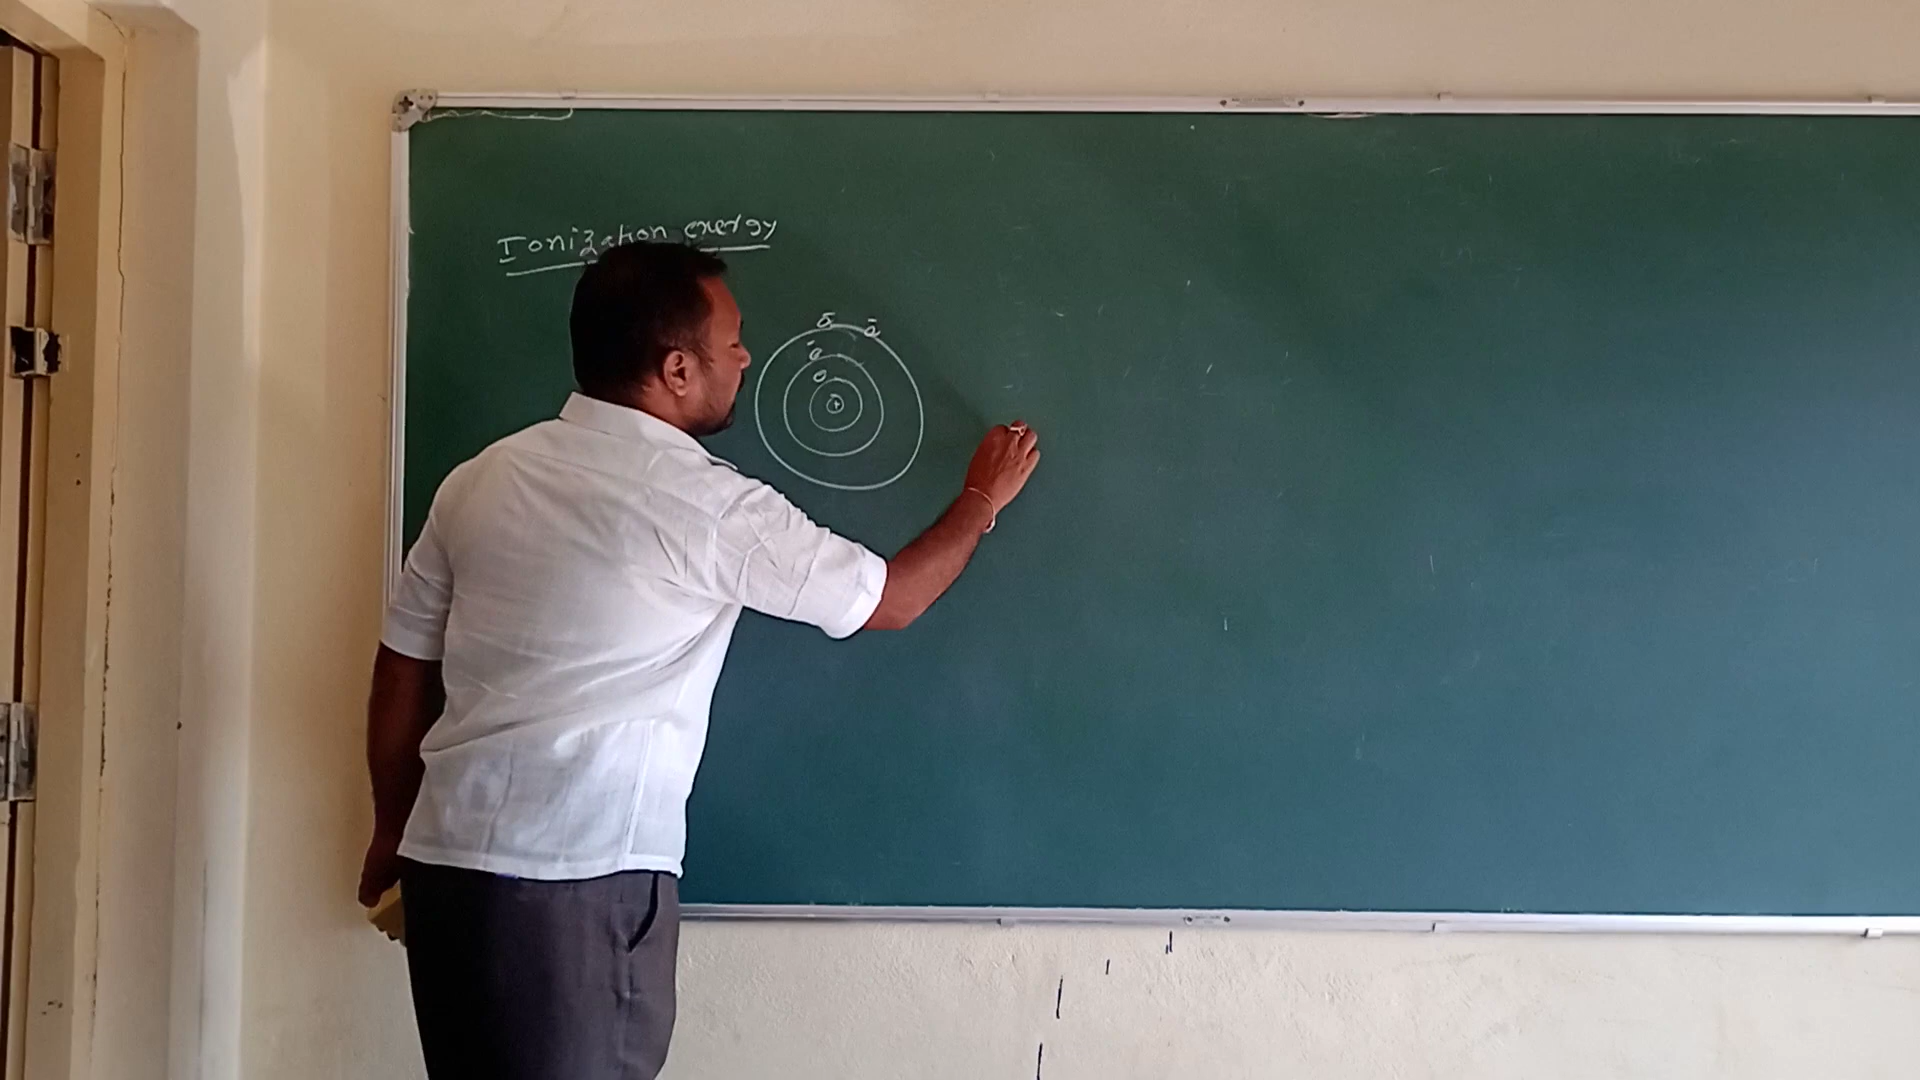 Ionization energy
ē ē
ē
e
+